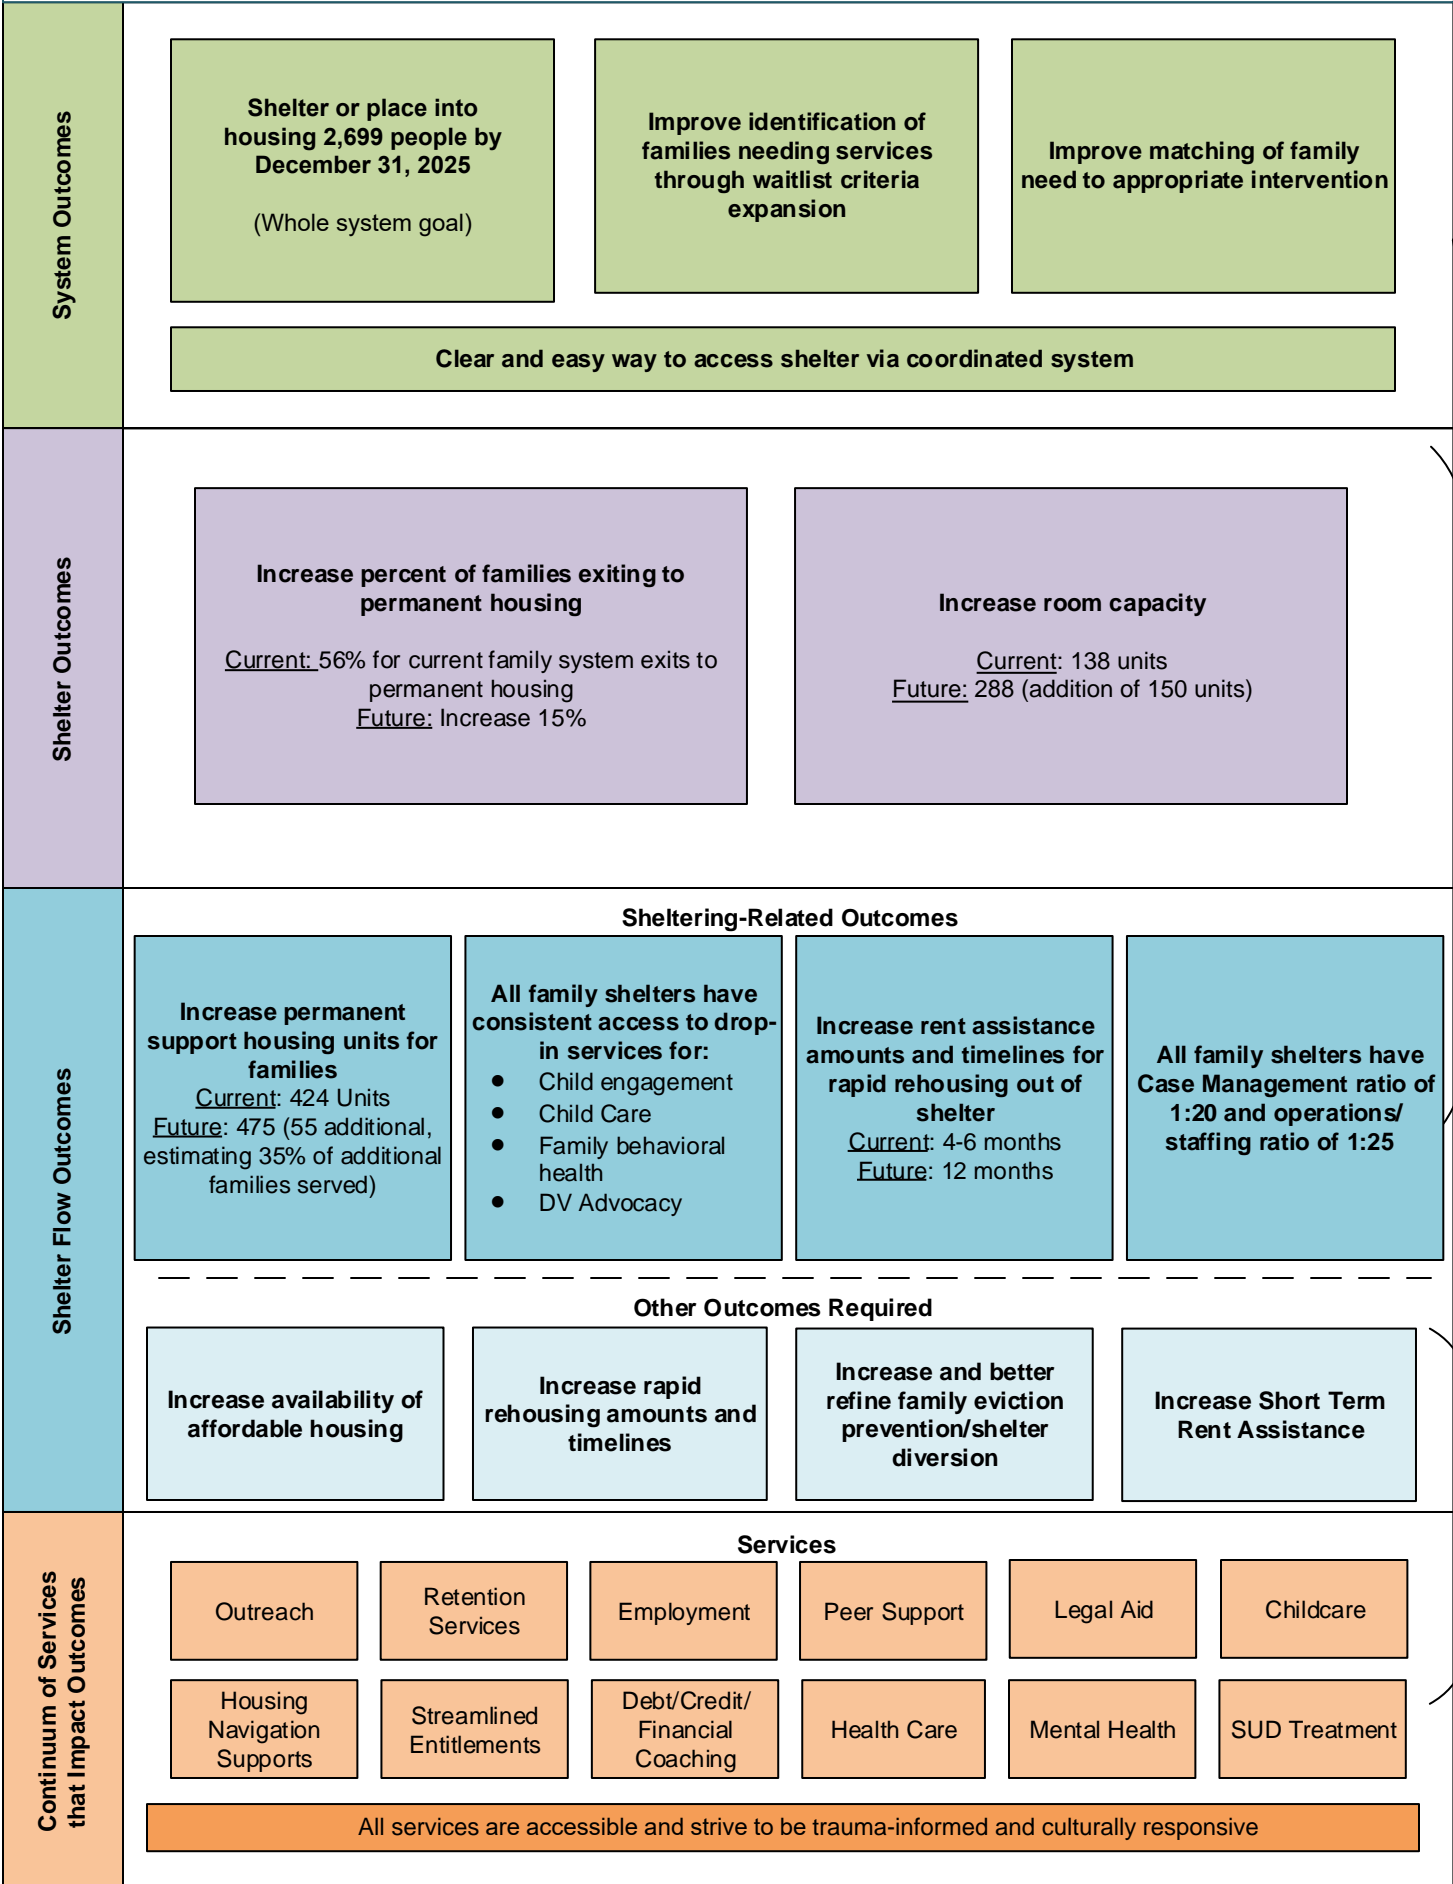 System Outcomes
Shelter or place into
housing 2,699 people by
December 31, 2025
(Whole system goal)
Improve identification of
families needing services
through waitlist criteria
expansion
Improve matching of family
need to appropriate intervention
Clear and easy way to access shelter via coordinated system
Shelter Outcomes
Increase percent of families exiting to
permanent housing
Current: 56% for current family system exits to
permanent housing
Future: Increase 15%
Increase room capacity
Current: 138 units
Future: 288 (addition of 150 units)
Shelter Flow Outcomes
Sheltering-Related Outcomes
Increase permanent
support housing units for
families
Current: 424 Units
Future: 475 (55 additional,
estimating 35% of additional
families served)
All family shelters have
consistent access to drop-
in services for:
● Child engagement
● Child Care
● Family behavioral
health
● DV Advocacy
Increase rent assistance
amounts and timelines for
rapid rehousing out of
shelter
Current: 4-6 months
Future: 12 months
All family shelters have
Case Management ratio of
1:20 and operations/
staffing ratio of 1:25
Other Outcomes Required
Increase availability of
affordable housing
Increase rapid
rehousing amounts and
timelines
Increase and better
refine family eviction
prevention/shelter
diversion
Increase Short Term
Rent Assistance
Continuum of Services
that Impact Outcomes
Services
Outreach
Retention
Services
Employment
Peer Support
Legal Aid
Childcare
Housing
Navigation
Supports
Streamlined
Entitlements
Debt/Credit/
Financial
Coaching
Health Care
Mental Health
SUD Treatment
All services are accessible and strive to be trauma-informed and culturally responsive